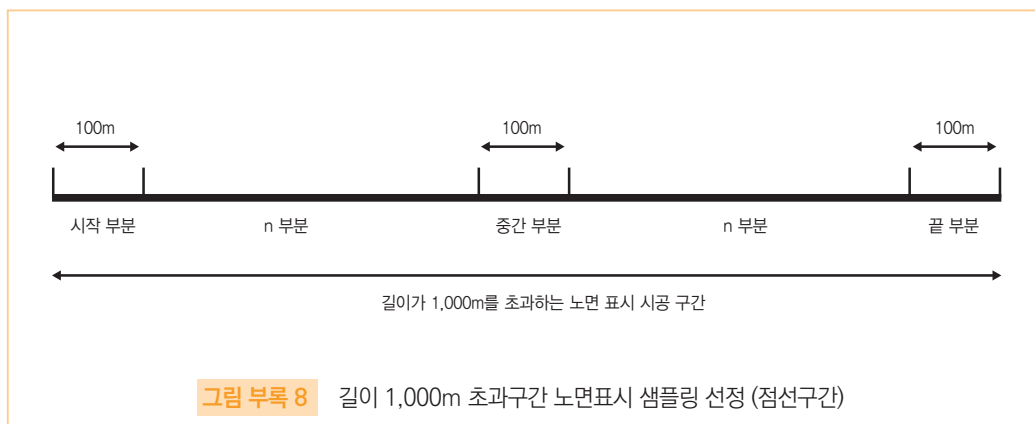 100m 100m 100m
시작 부분 n 부분 중간 부분 n 부분 끝 부분
길이가 1,000m를 초과하는 노면 표시 시공 구간
그림 부록 8 길이 1,000m 초과구간 노면표시 샘플링 선정 (점선구간)